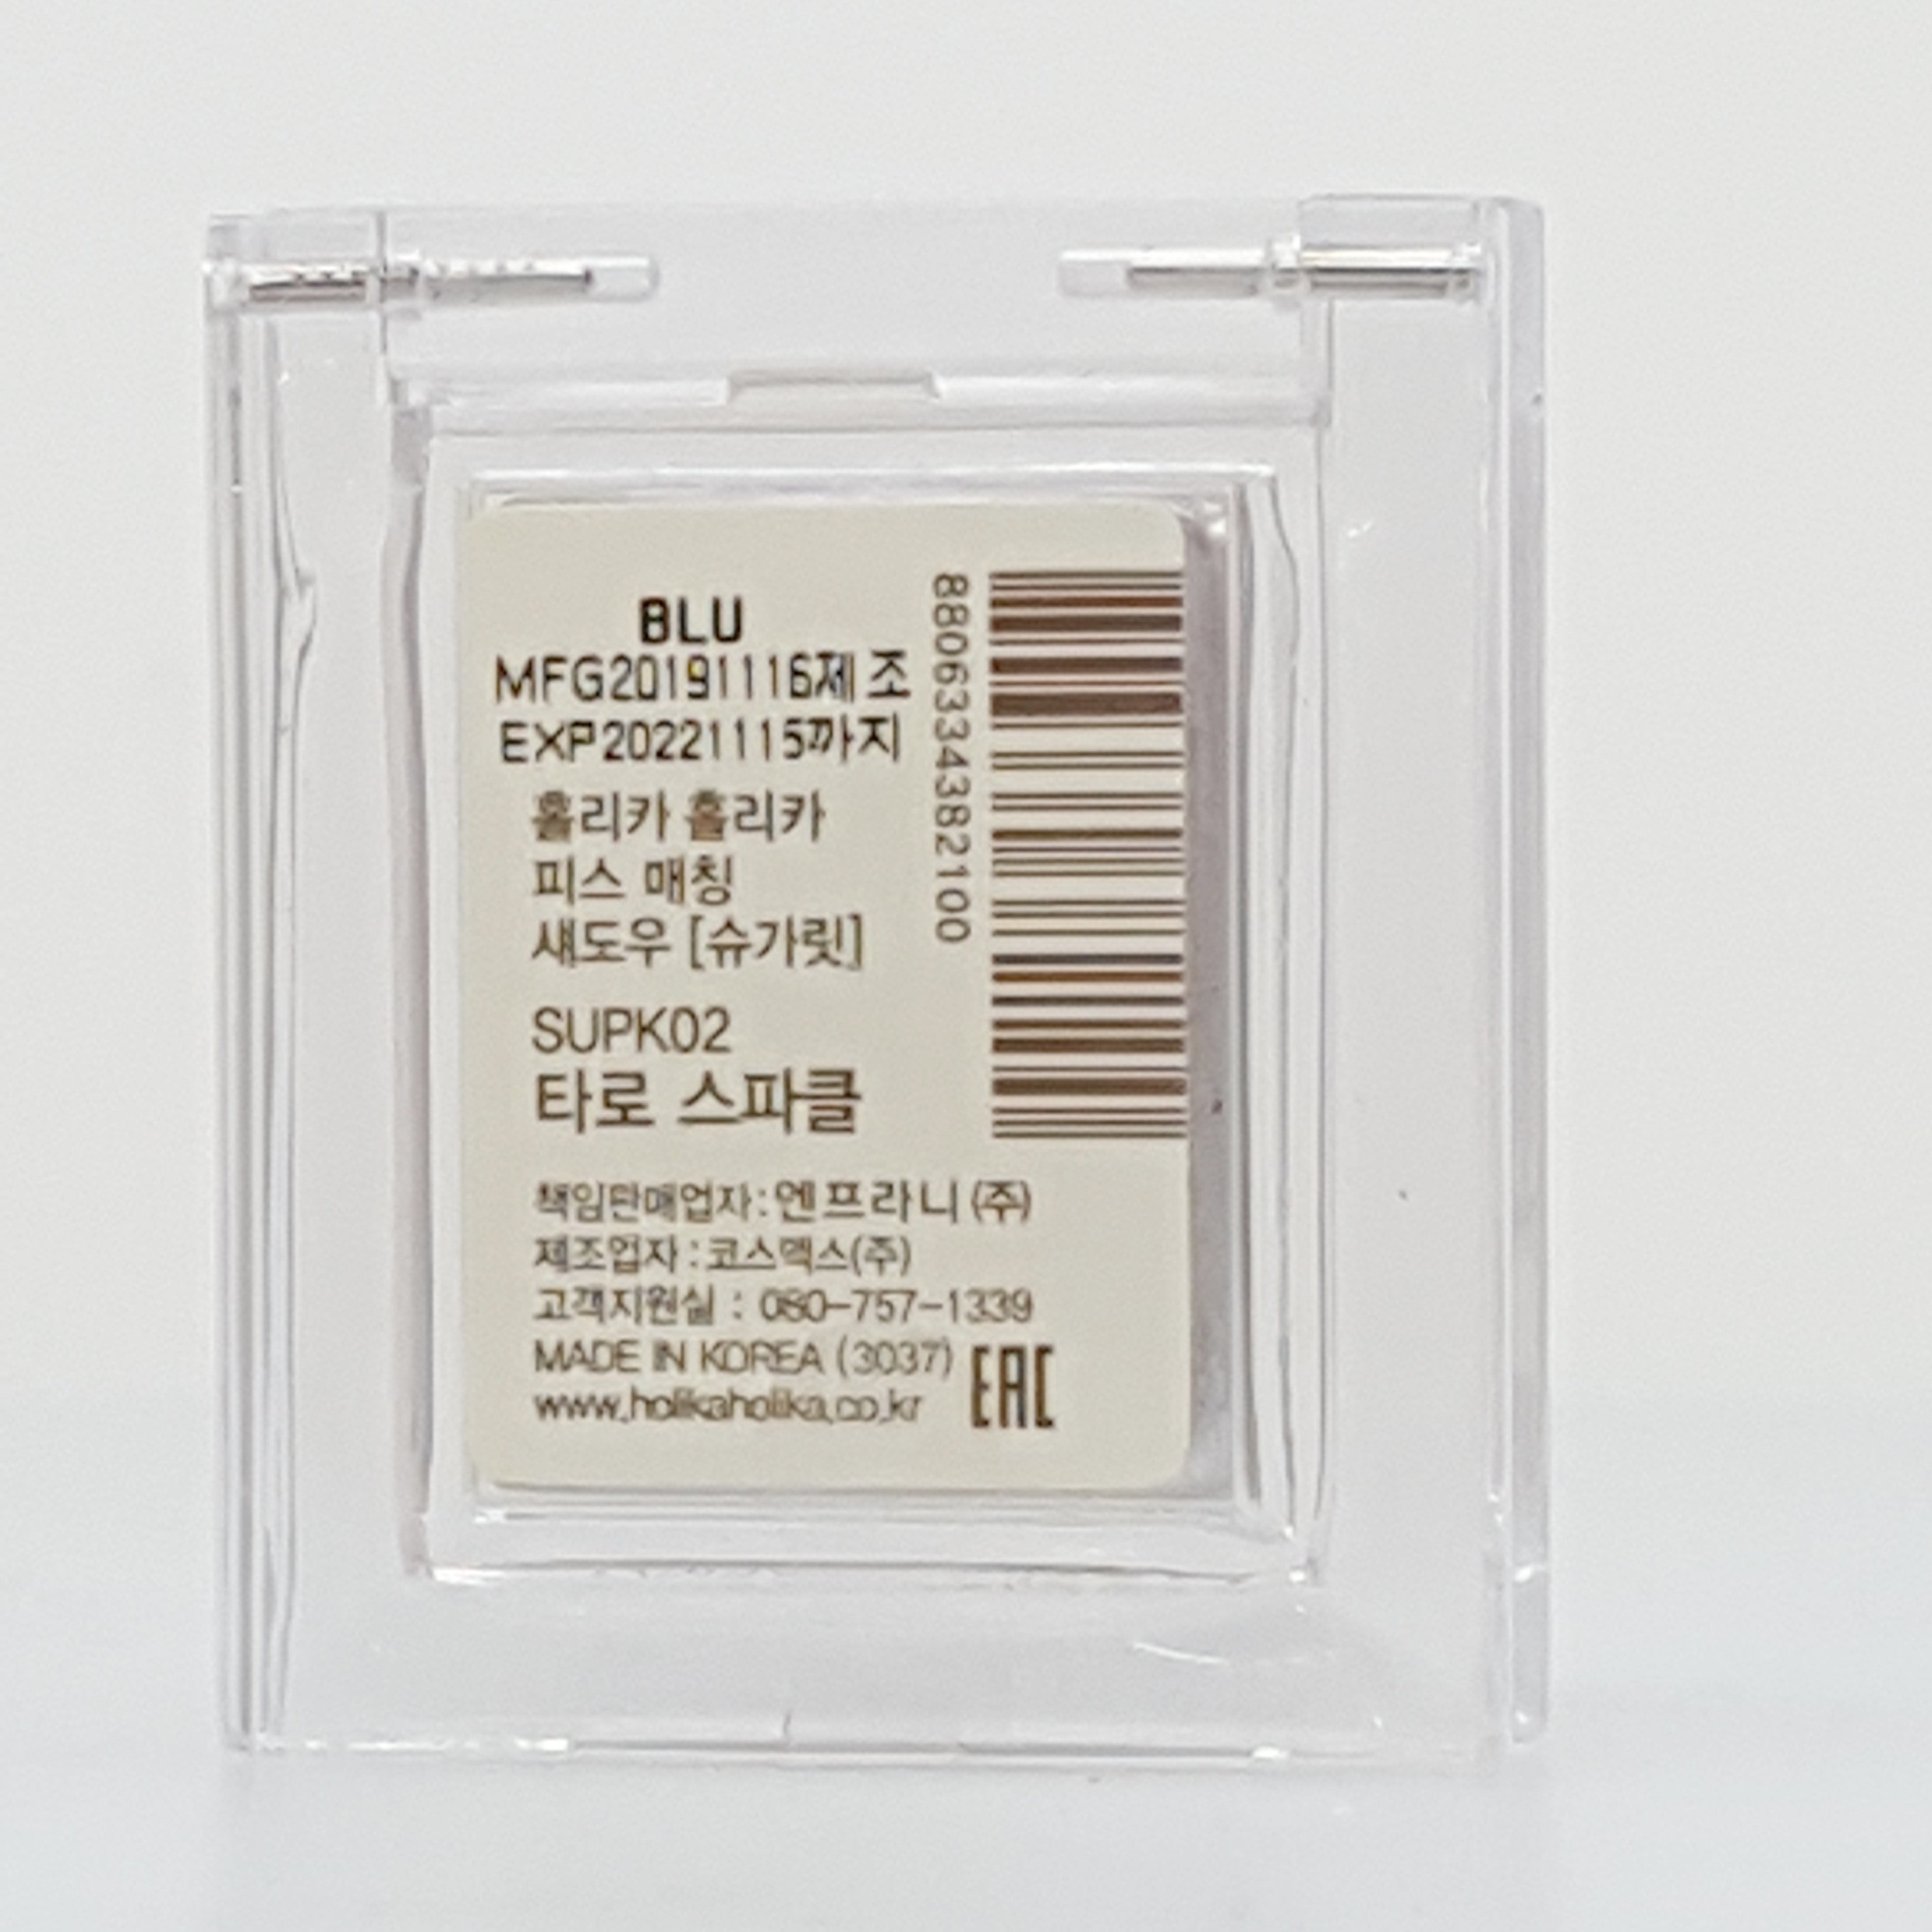 BLU
MFG20191116제조
EXP20221115까지
홀리카 홀리카
피스 매칭
섀도우 [슈가릿]
SUPK02
타로 스파클
책임판매업자:엔프라니(주)
제조업자:코스맥스(주)
고객지원실 : 080-757-1339
MADE IN KOREA (3037)
www.holikaholika.co.kr
EAC
8806334382100